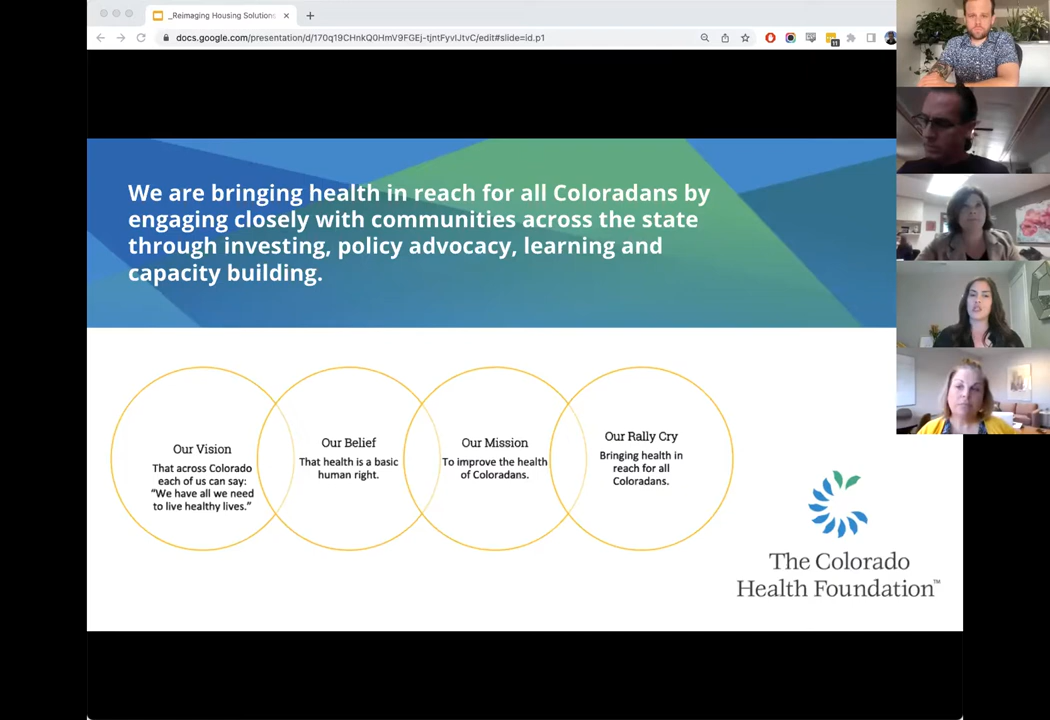 _Reimaging Housing Solutions
docs.google.com/presentation/d/170q19CHnkQ0HmV9FGEj-tjntFyvIJtvC/edit#slide=id.p1
11
We are bringing health in reach for all Coloradans by
engaging closely with communities across the state
through investing, policy advocacy, learning and
capacity building.
Our Vision
That across Colorado
each of us can say:
“We have all we need
to live healthy lives.”
Our Belief
That health is a basic
human right.
Our Mission
To improve the health
of Coloradans.
Our Rally Cry
Bringing health in
reach for all
Coloradans.
The Colorado
Health Foundation™